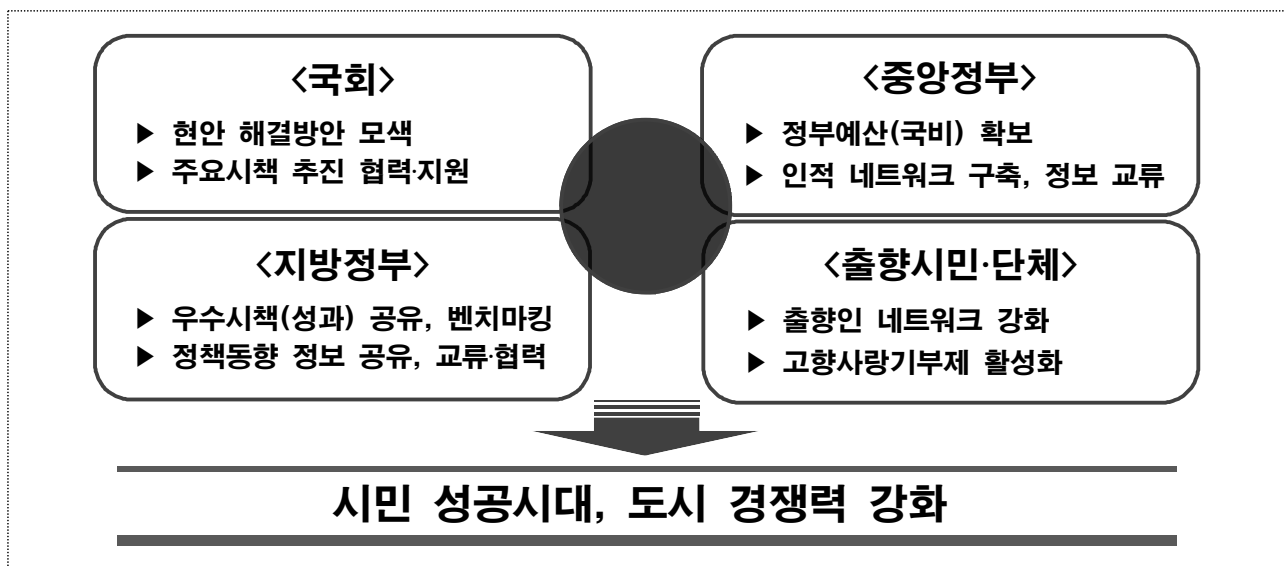 <국회>
▶ 현안 해결방안 모색
▶ 주요시책 추진 협력·지원
<중앙정부>
▶ 정부예산(국비) 확보
▶ 인적 네트워크 구축, 정보 교류
<지방정부>
▶ 우수시책(성과) 공유, 벤치마킹
▶ 정책동향 정보 공유, 교류·협력
<출향시민·단체>
▶ 출향인 네트워크 강화
▶ 고향사랑기부제 활성화
시민 성공시대, 도시 경쟁력 강화